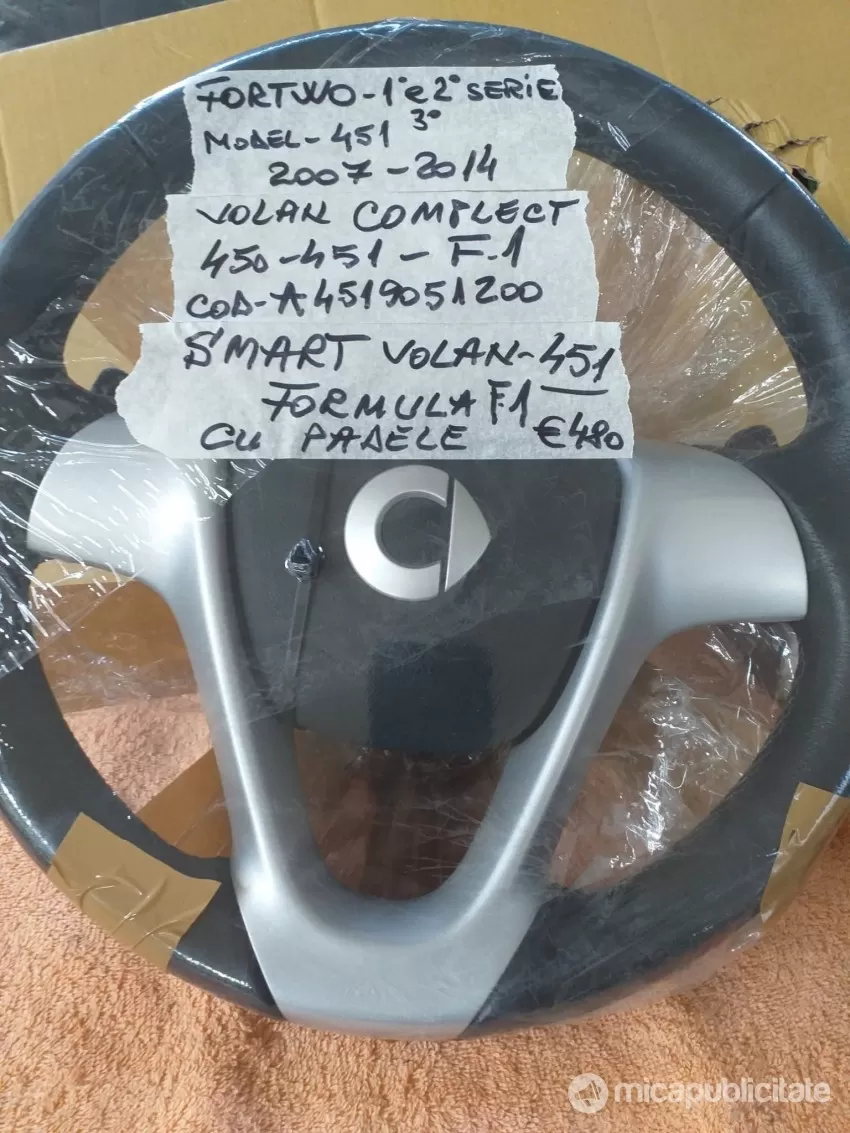 FORTWO-1° e 2° SERIE
3°
MODEL-451
2007-2014
VOLAN COMPLECT
450-451-F.1
COD-A4519051200
SMART VOLAN-451
FORMULA F.1
CU PADELE €480
micapublicitate